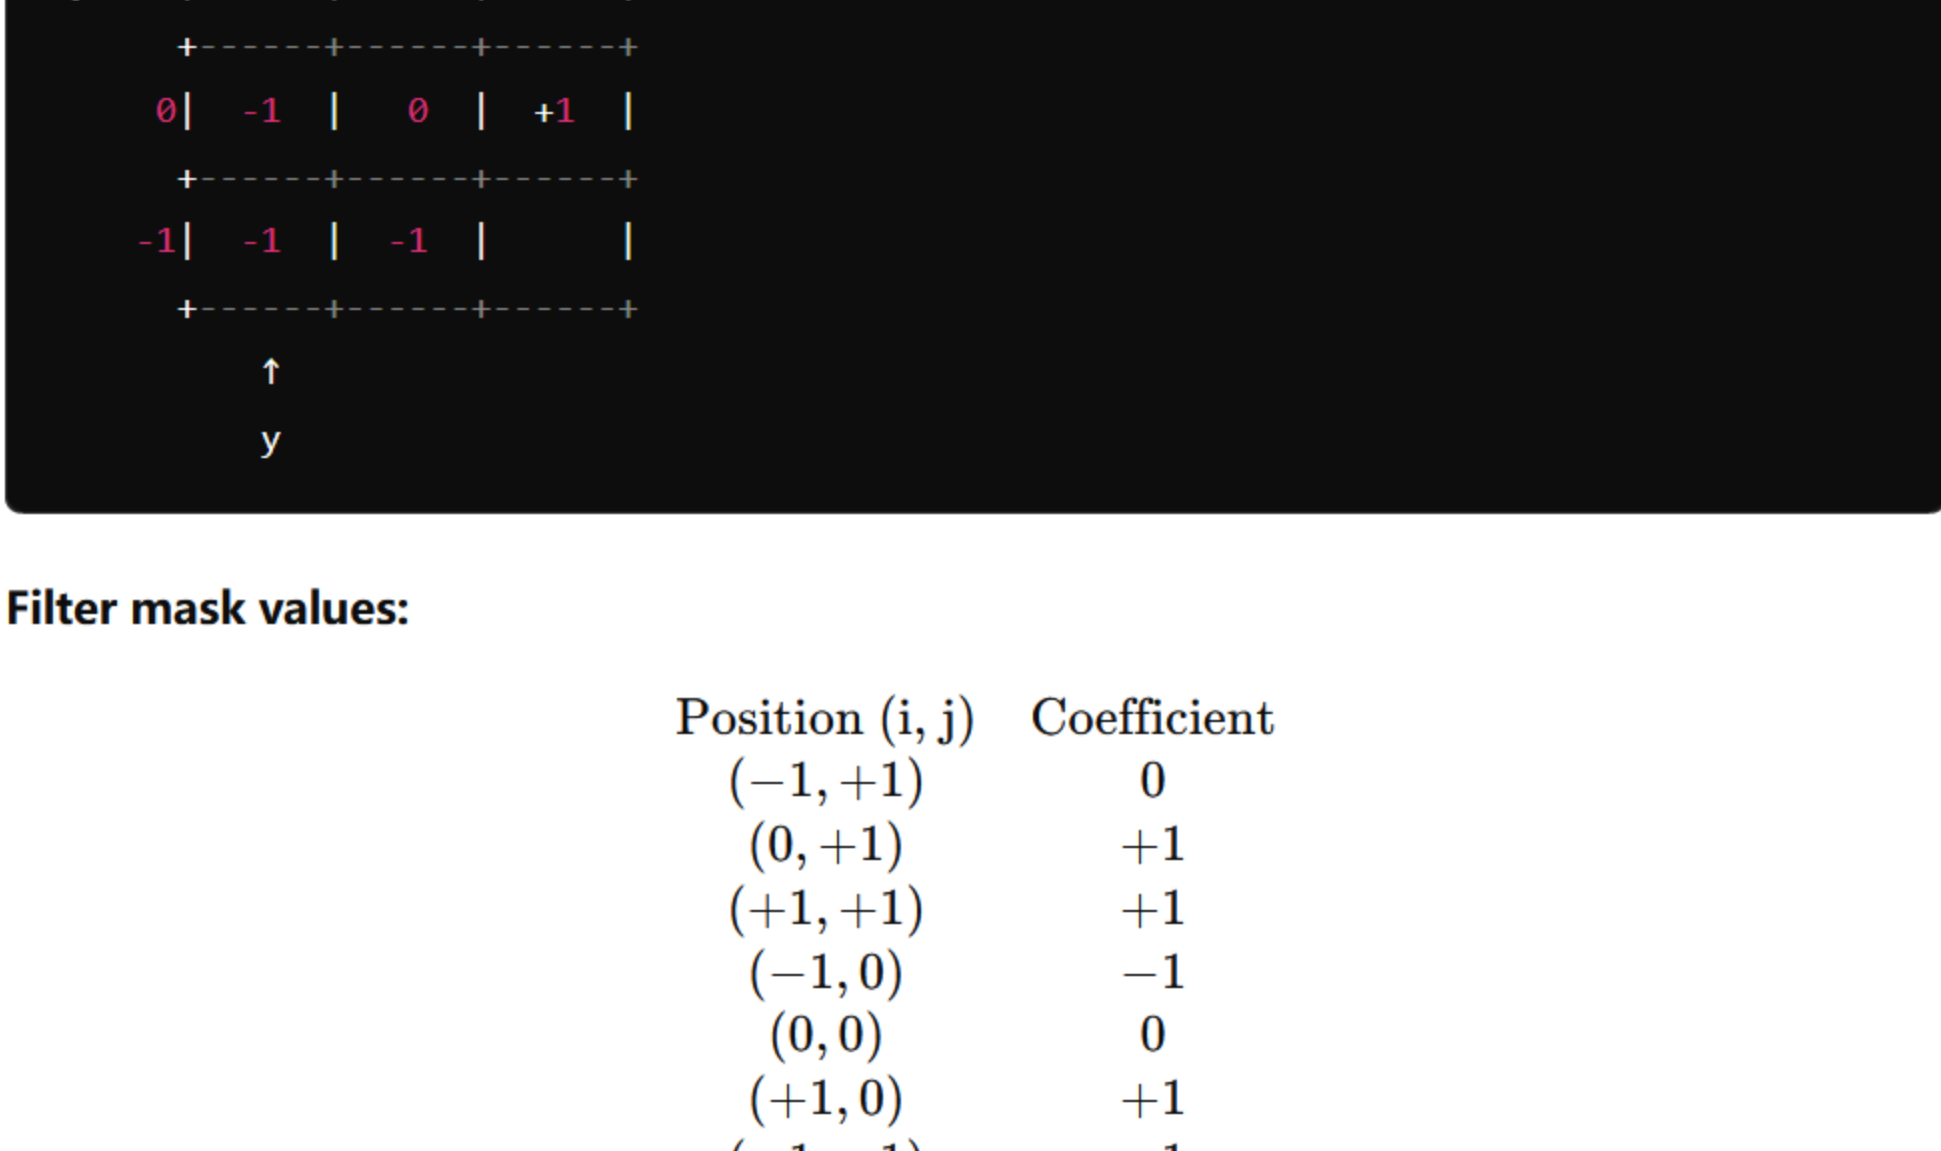 +------+------+------+
0| -1 | 0 | +1 |
+------+------+------+
-1| -1 | -1 | |
+------+------+------+
↑
y
Filter mask values:
Position (i, j) Coefficient
(−1, +1) 0
(0, +1) +1
(+1, +1) +1
(−1, 0) −1
(0, 0) 0
(+1, 0) +1